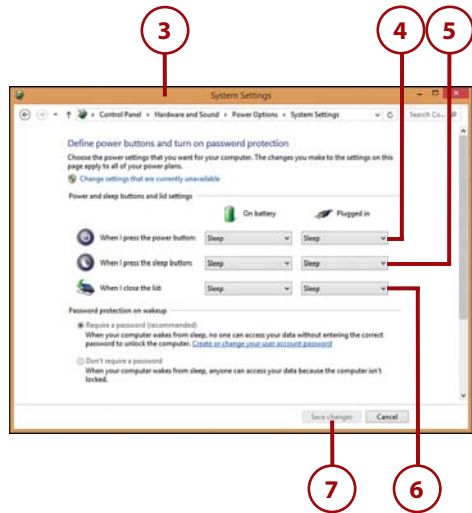 3
4
5
System Settings
Control Panel › Hardware and Sound › Power Options › System Settings
Search Co...
Define power buttons and turn on password protection
Choose the power settings that you want for your computer. The changes you make to the settings on this
page apply to all of your power plans.
Change settings that are currently unavailable
Power and sleep buttons and lid settings
On battery
Plugged in
When I press the power button:
Sleep
Sleep
When I press the sleep button:
Sleep
Sleep
When I close the lid:
Sleep
Sleep
Password protection on wakeup
Require a password (recommended)
When your computer wakes from sleep, no one can access your data without entering the correct
password to unlock the computer. Create or change your user account password
Don't require a password
When your computer wakes from sleep, anyone can access your data because the computer isn't
locked.
Save changes
Cancel
7
6